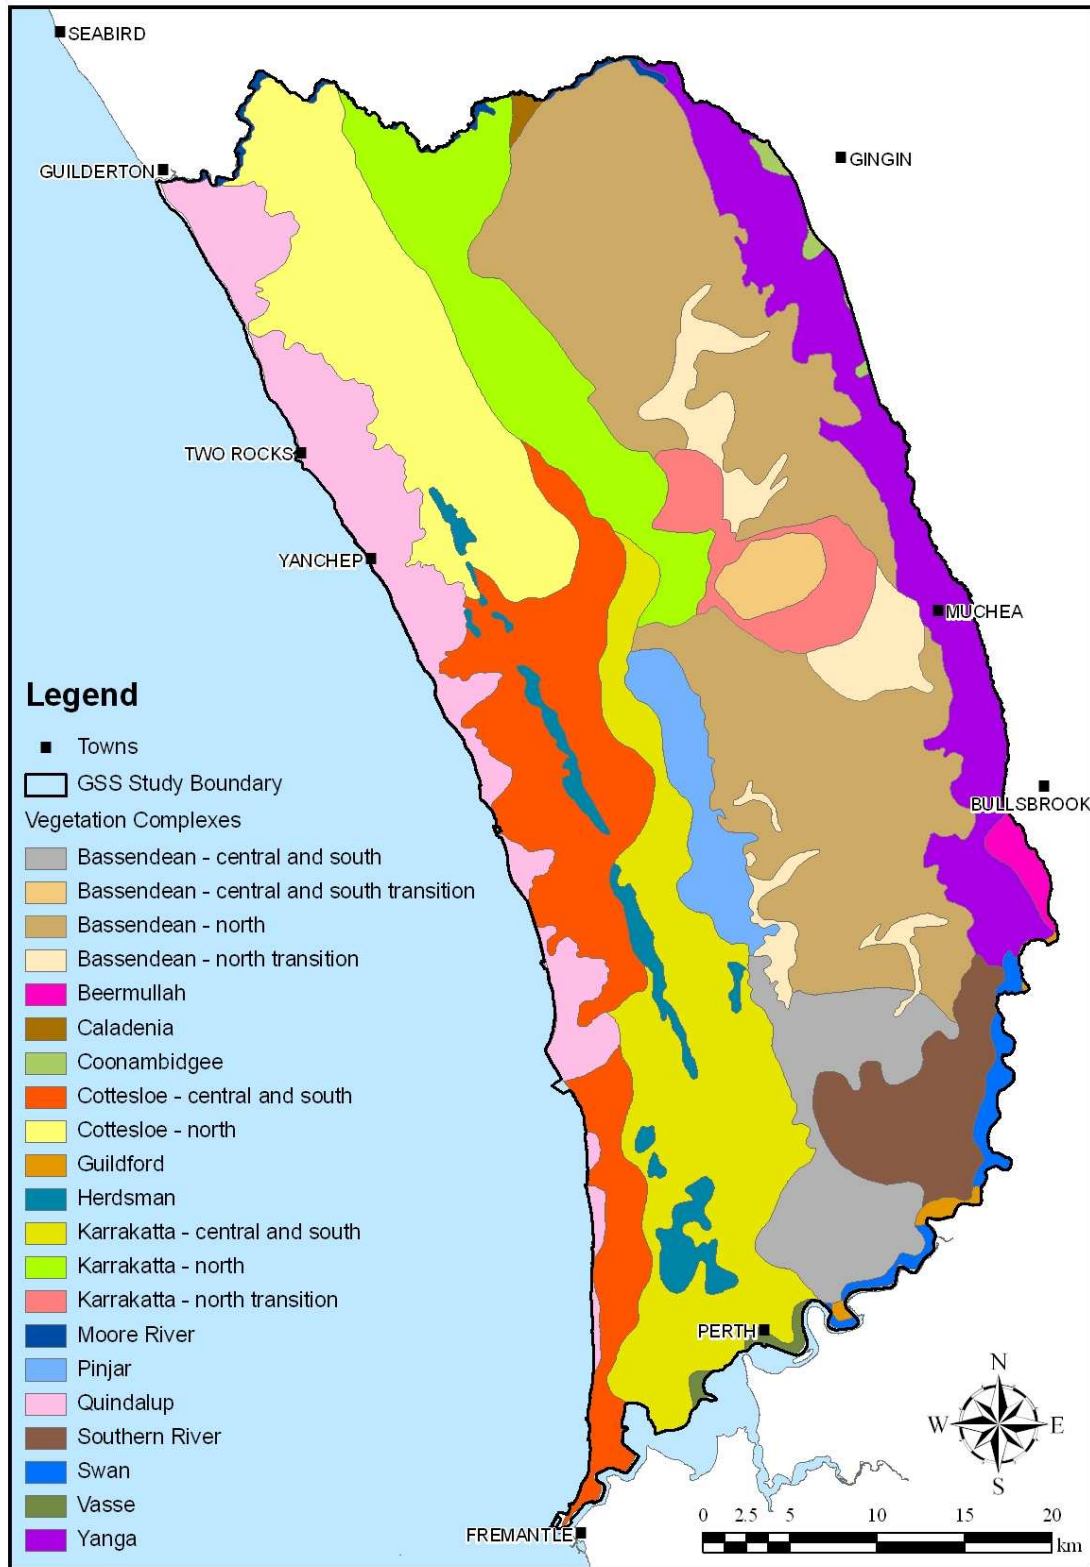 SEABIRD
GINGIN
GUILDERTON
TWO ROCKS
YANCHEP
MUCHEA
BULLSBROOK
PERTH
FREMANTLE
Legend
Towns
GSS Study Boundary
Vegetation Complexes
Bassendean - central and south
Bassendean - central and south transition
Bassendean - north
Bassendean - north transition
Beermullah
Caladenia
Coonambidgee
Cottesloe - central and south
Cottesloe - north
Guildford
Herdsman
Karrakatta - central and south
Karrakatta - north
Karrakatta - north transition
Moore River
Pinjar
Quindalup
Southern River
Swan
Vasse
Yanga
N
W E
S
0 2.5 5 10 15 20
km